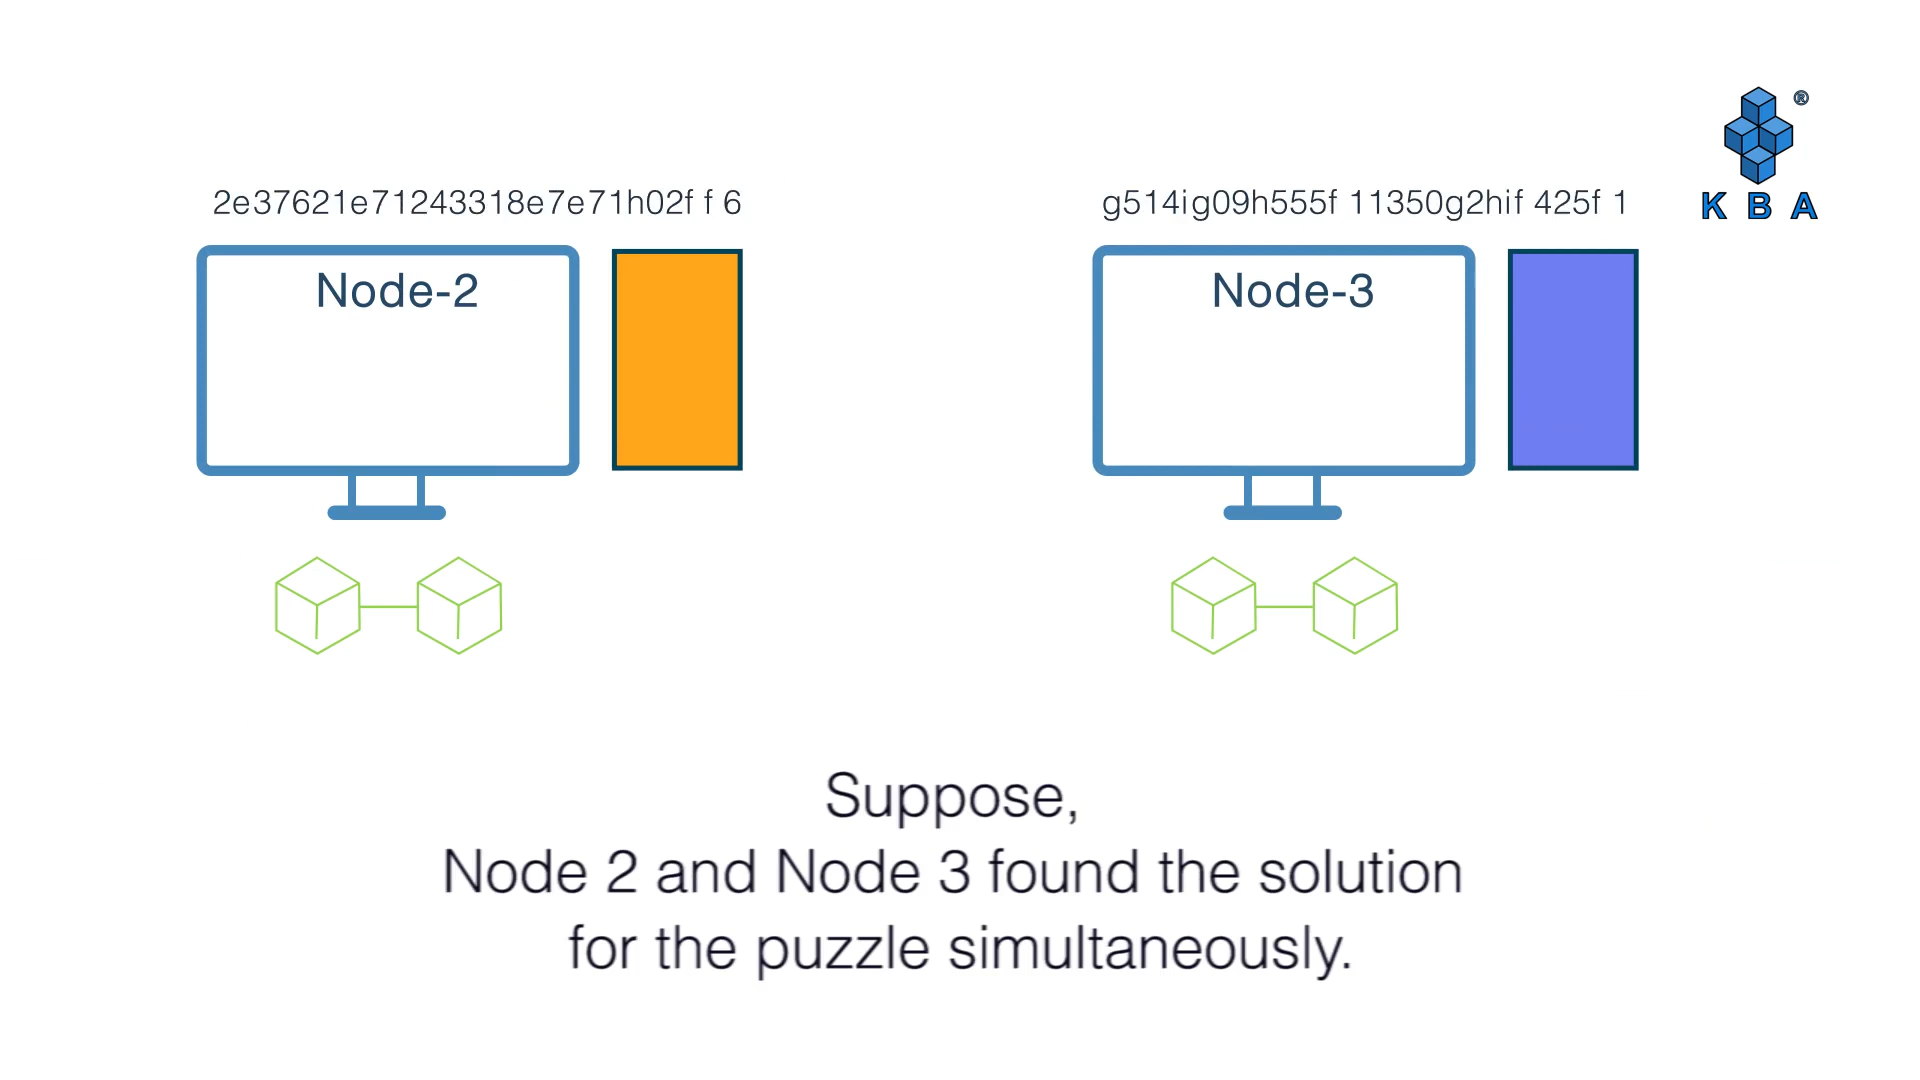 2e37621e71243318e7e71h02f f 6
g514ig09h555f 11350g2hif 425f 1
®
K B A
Node-2
Node-3
Suppose,
Node 2 and Node 3 found the solution
for the puzzle simultaneously.